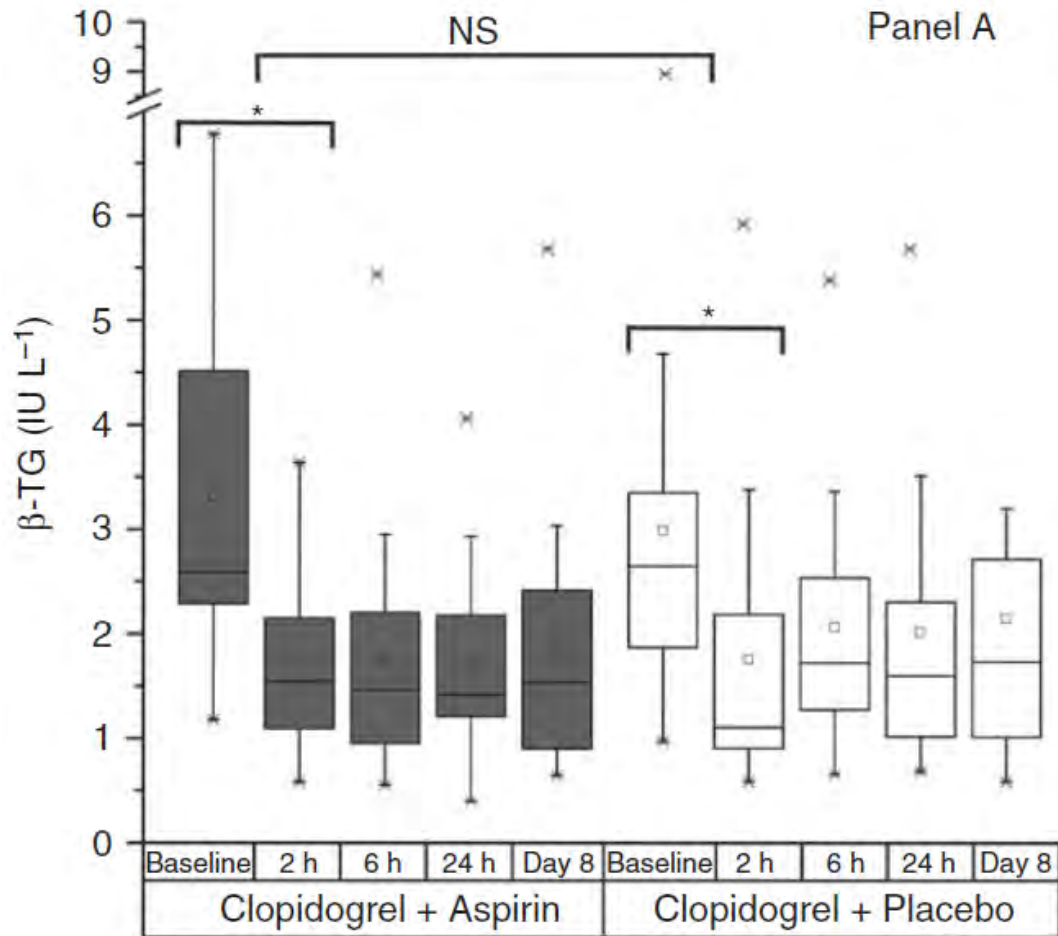 Panel A
NS
*
*
β-TG (IU L⁻¹)
10
9
6
5
4
3
2
1
0
Baseline 2 h 6 h 24 h Day 8 Baseline 2 h 6 h 24 h Day 8
Clopidogrel + Aspirin Clopidogrel + Placebo